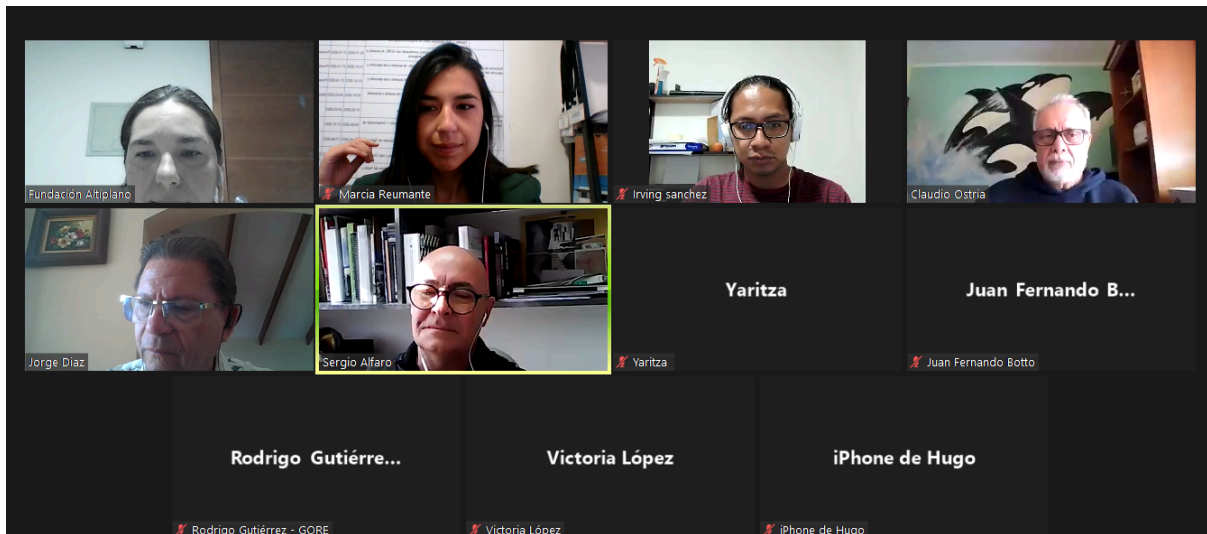 Fundación Altiplano
Marcia Reumante
Irving sanchez
Claudio Ostria
Jorge Diaz
Sergio Alfaro
Yaritza
Yaritza
Juan Fernando B...
Juan Fernando Botto
Rodrigo Gutiérre...
Rodrigo Gutiérrez - GORE
Victoria López
Victoria López
iPhone de Hugo
iPhone de Hugo